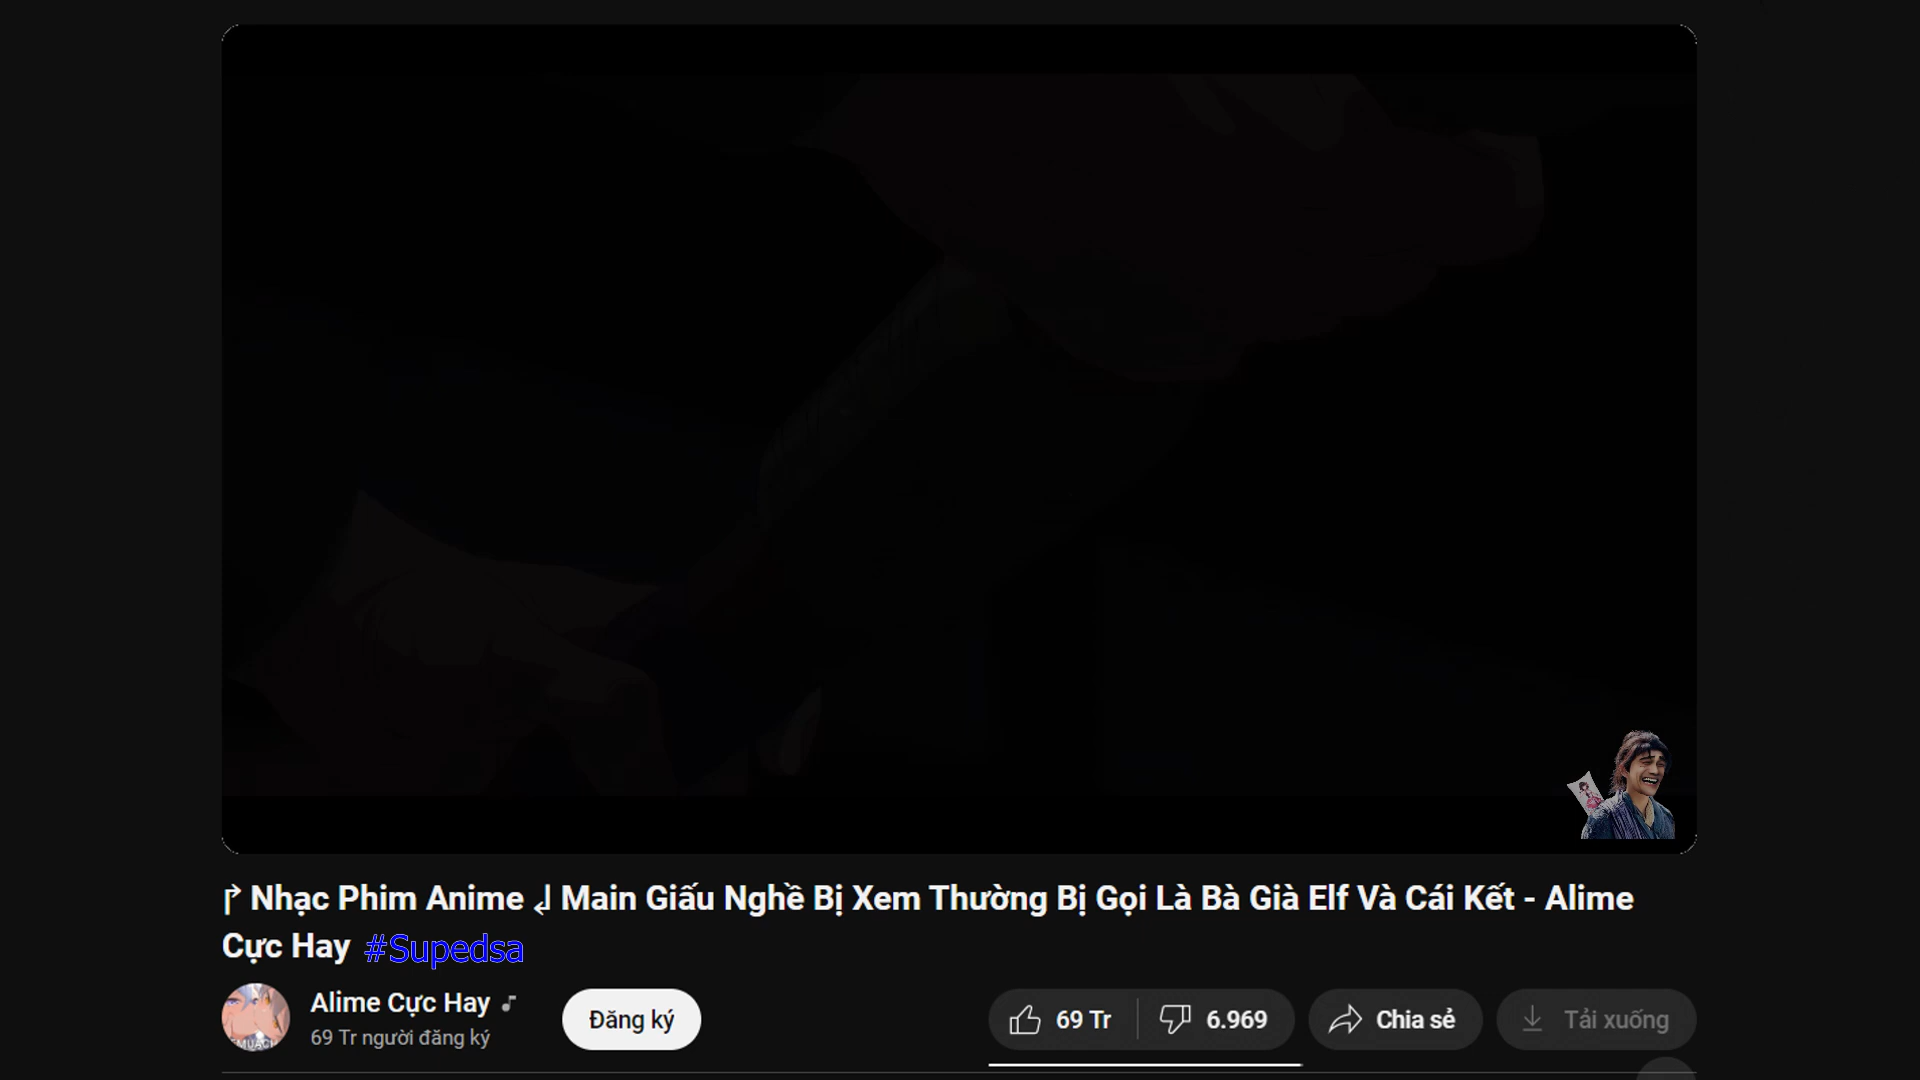 ↱ Nhạc Phim Anime ↲ Main Giấu Nghề Bị Xem Thường Bị Gọi Là Bà Già Elf Và Cái Kết - Alime
Cực Hay #Supedsa
Alime Cực Hay
69 Tr người đăng ký
Đăng ký
69 Tr
6.969
Chia sẻ
Tải xuống